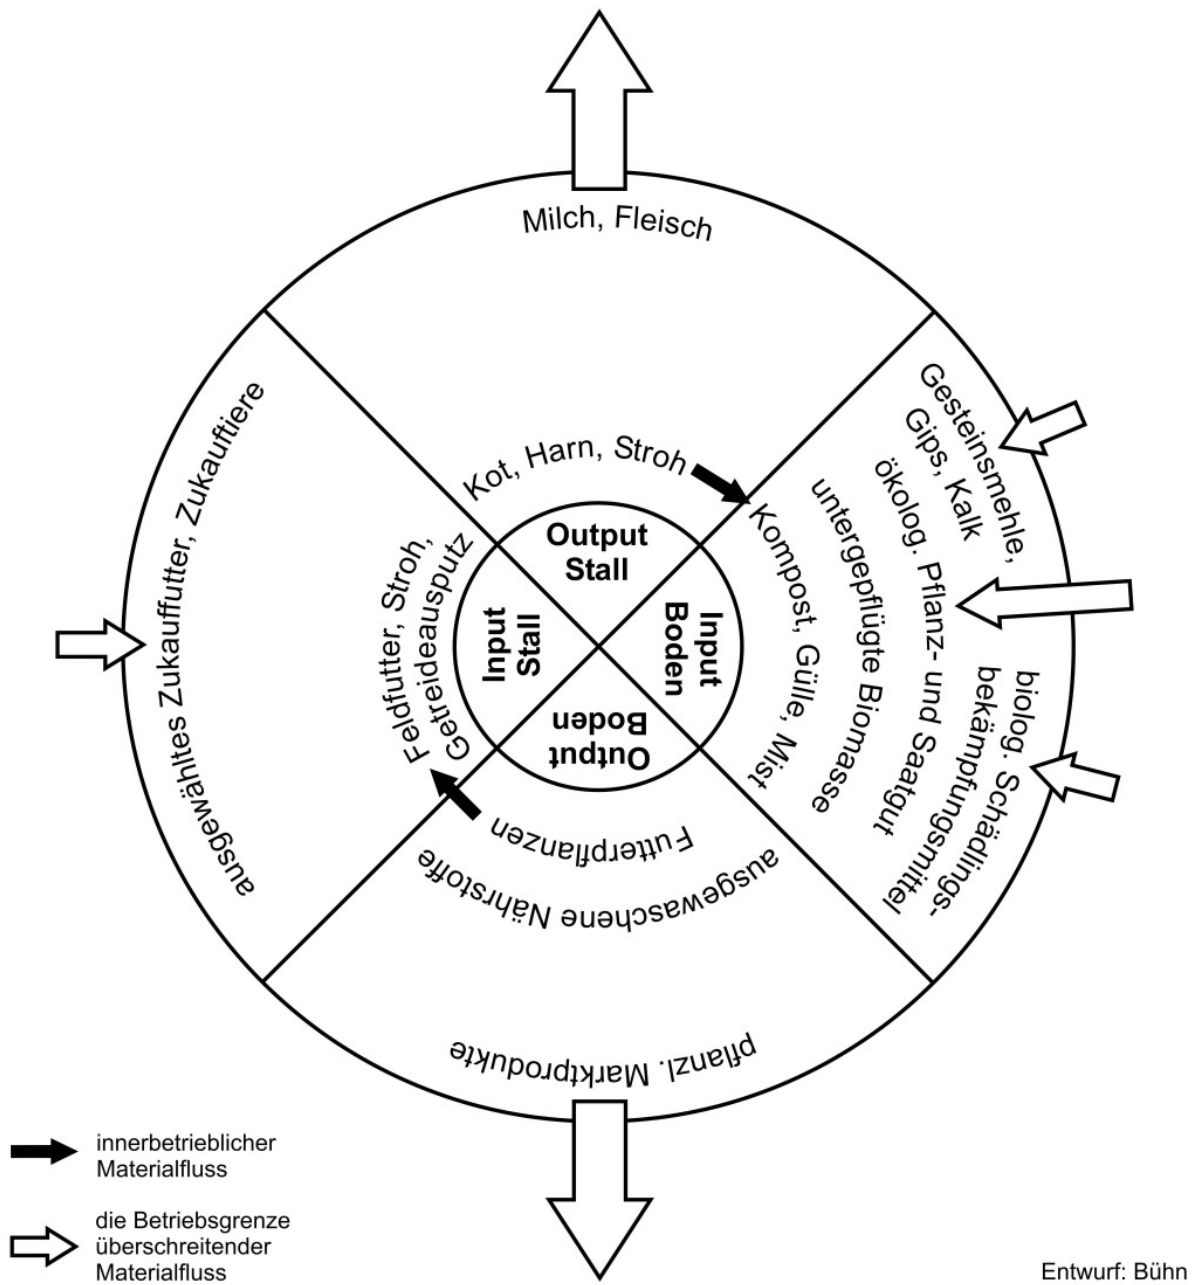 Milch, Fleisch
Kot, Harn, Stroh
Output
Stall
Gesteinsmehle,
Gips, Kalk
ökolog. Pflanz- und Saatgut
untergepflügte Biomasse
Kompost, Gülle, Mist
biolog. Schädlings-
bekämpfungsmittel
Input
Boden
ausgewähltes Zukauffutter, Zukauftiere
Feldfutter, Stroh,
Getreideausputz
Input
Stall
Output
Boden
Futterpflanzen
ausgewaschene Nährstoffe
pflanzl. Marktprodukte
innerbetrieblicher
Materialfluss
die Betriebsgrenze
überschreitender
Materialfluss
Entwurf: Bühn